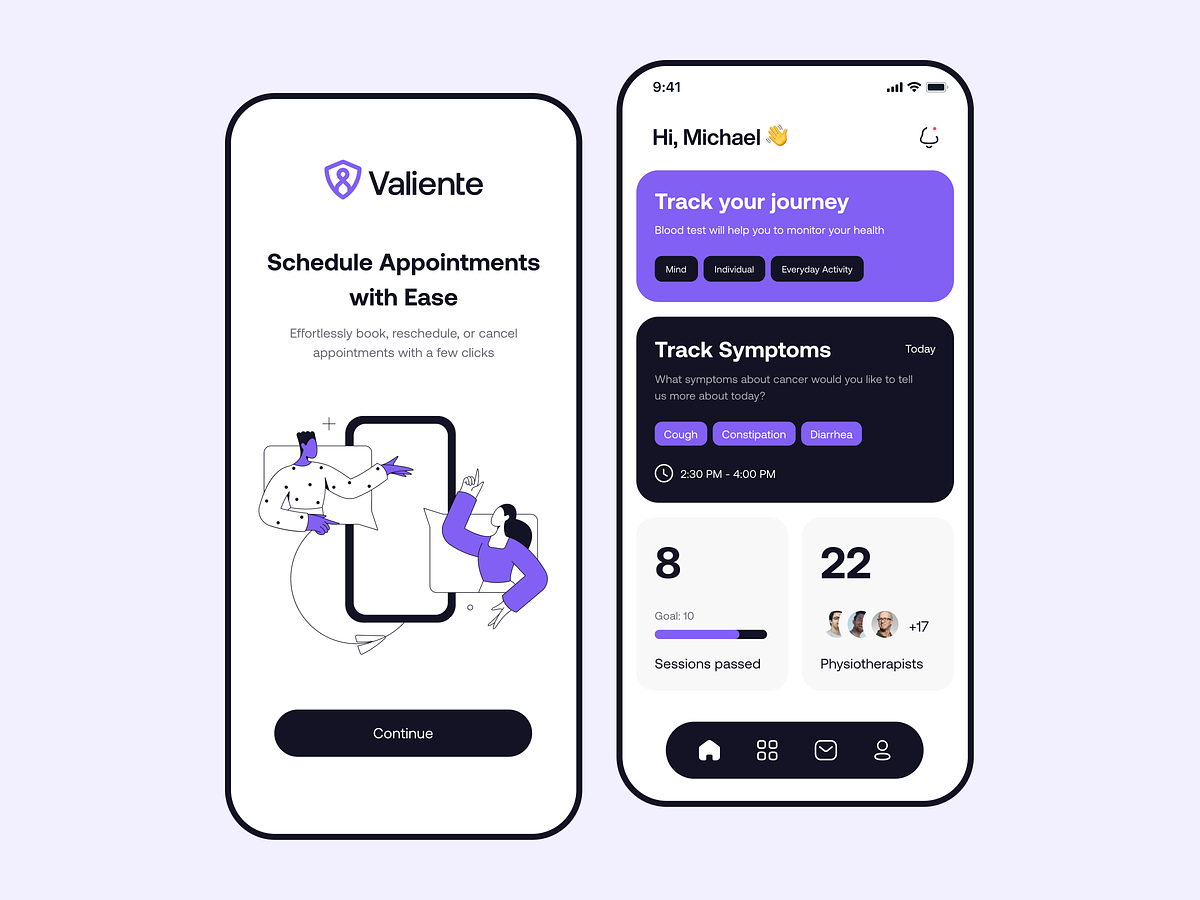 Valiente
Schedule Appointments
with Ease
Effortlessly book, reschedule, or cancel
appointments with a few clicks
Continue
9:41
Hi, Michael 👋
Track your journey
Blood test will help you to monitor your health
Mind
Individual
Everyday Activity
Track Symptoms
Today
What symptoms about cancer would you like to tell
us more about today?
Cough
Constipation
Diarrhea
2:30 PM - 4:00 PM
8
Goal: 10
Sessions passed
22
+17
Physiotherapists